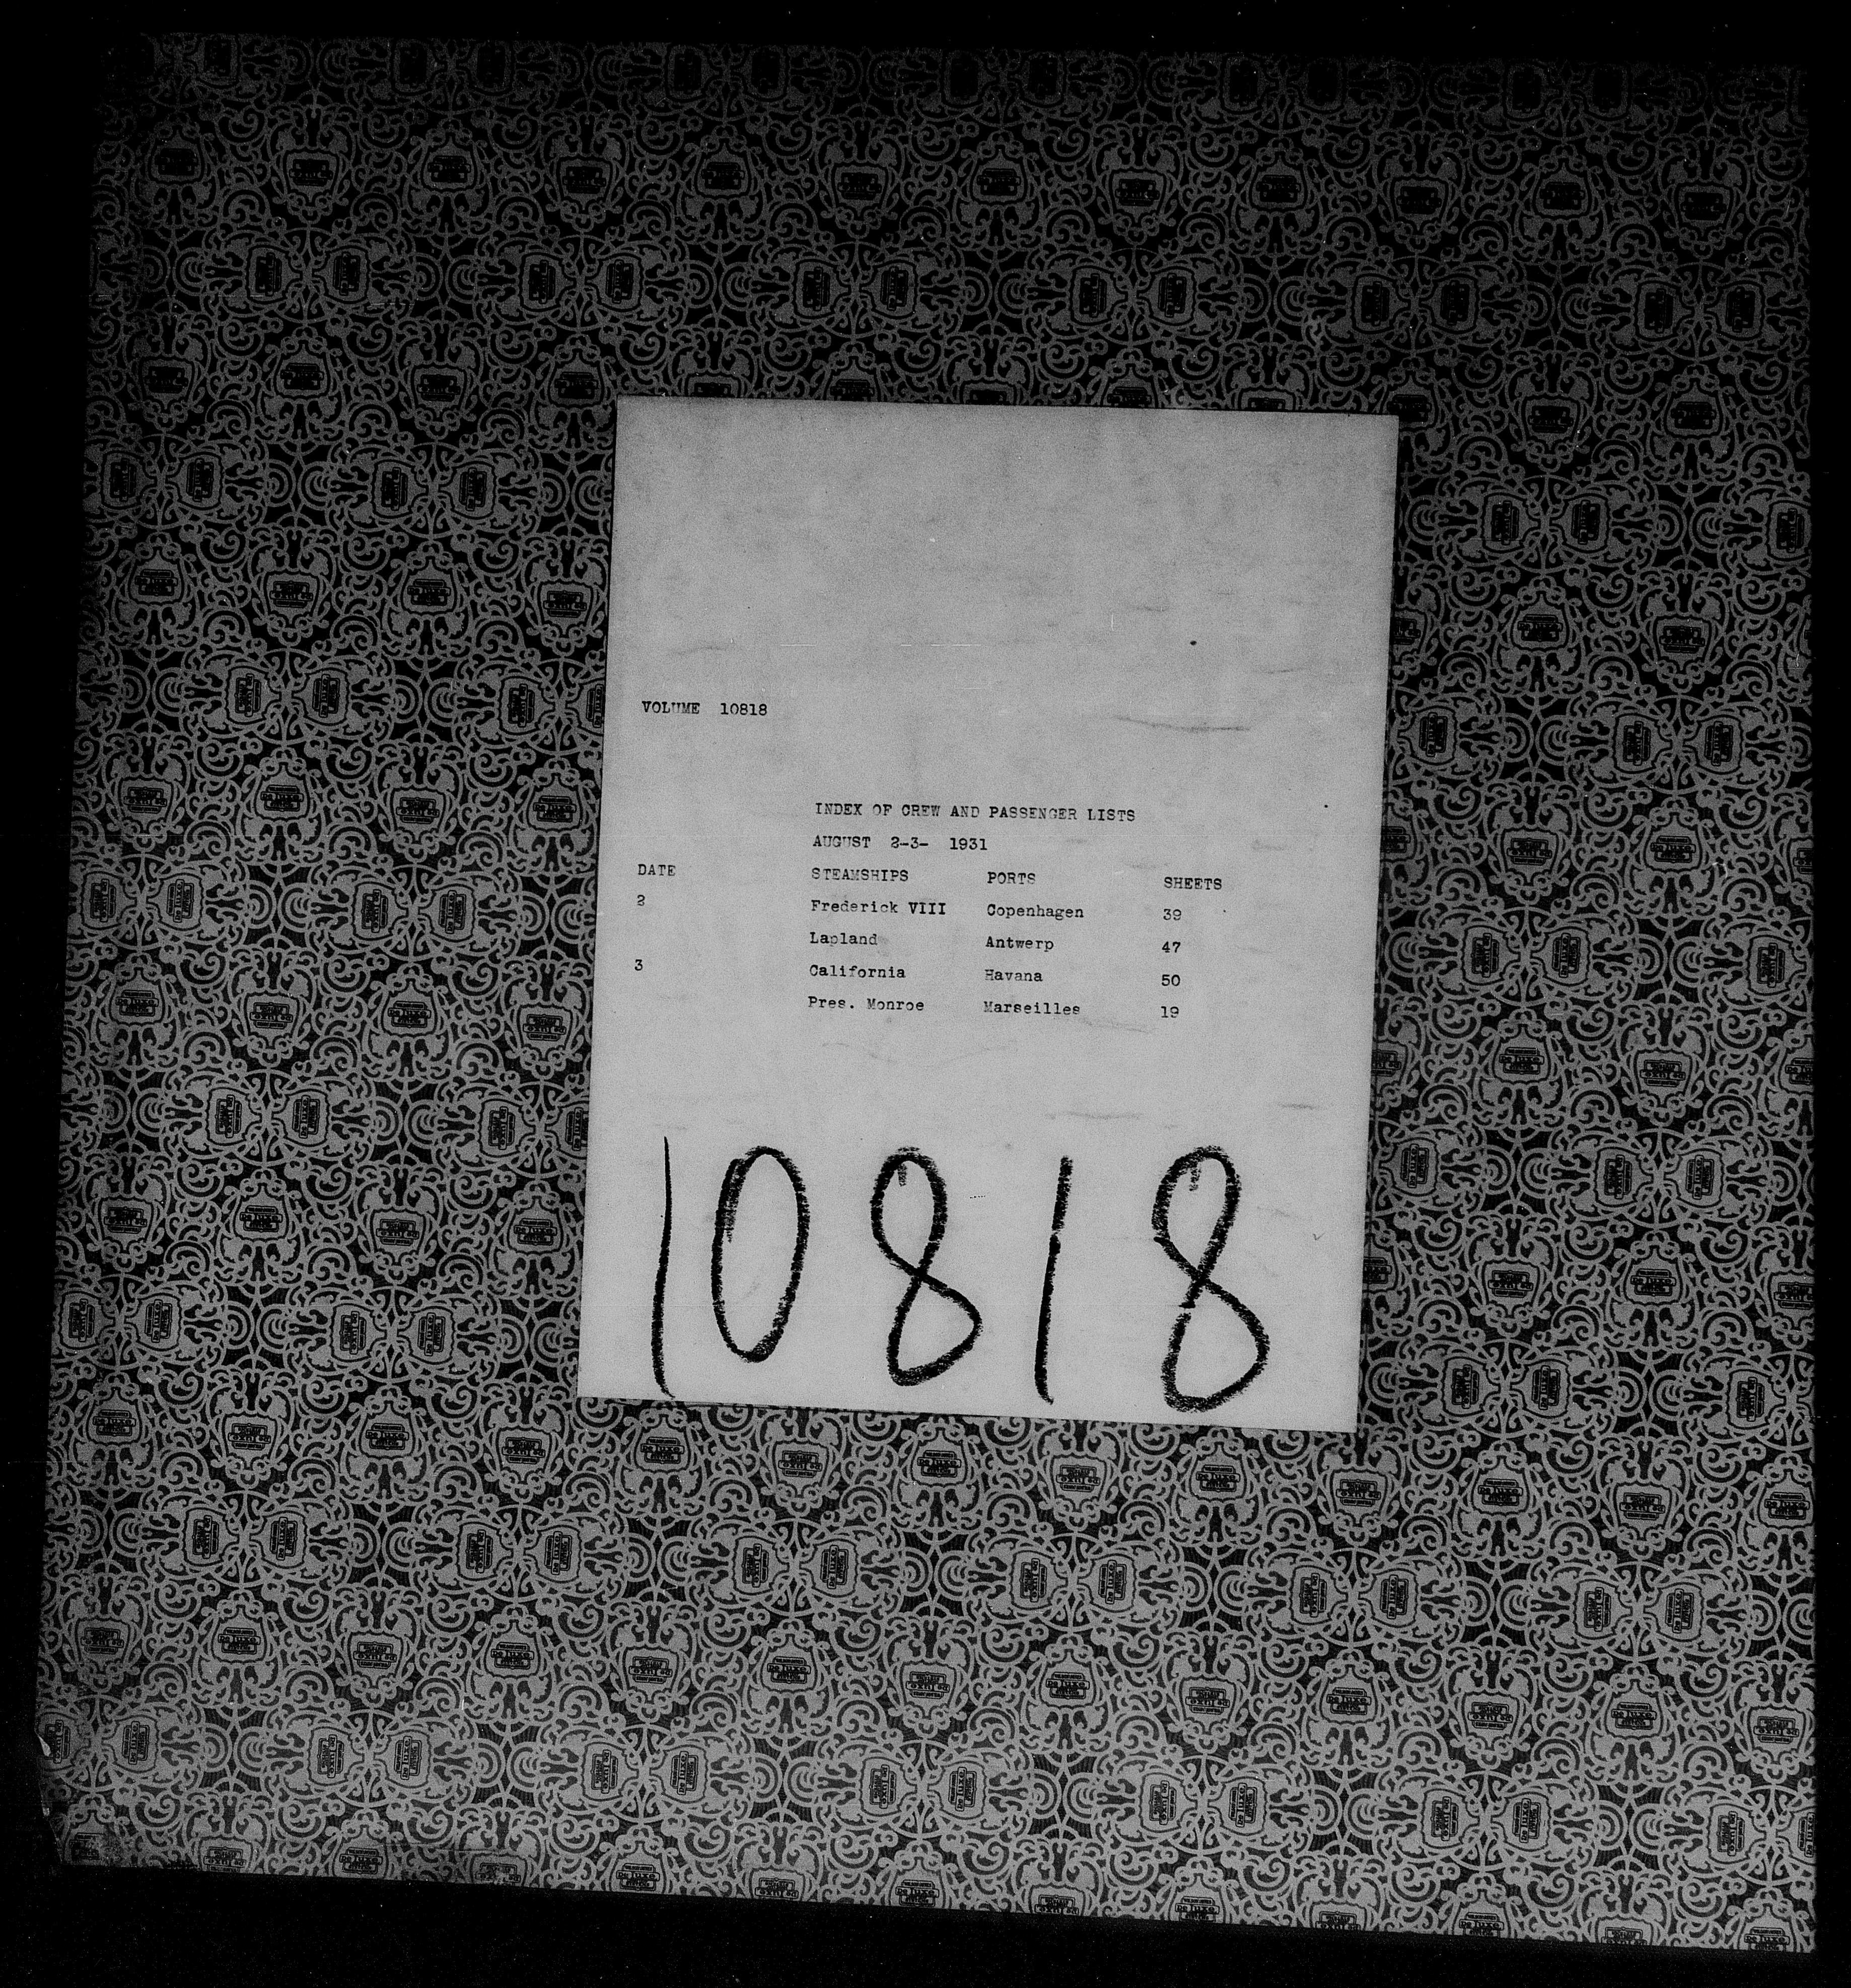 VOLUME 10818
INDEX OF CREW AND PASSENGER LISTS
AUGUST 2-3- 1931
DATE STEAMSHIPS PORTS SHEETS
2 Frederick VIII Copenhagen 39
Lapland Antwerp 47
3 California Havana 50
Pres. Monroe Marseilles 19
10818